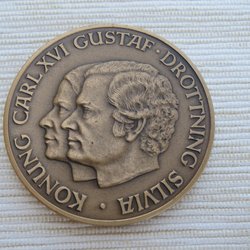 KONUNG CARL XVI GUSTAF · DROTTNING SILVIA ·